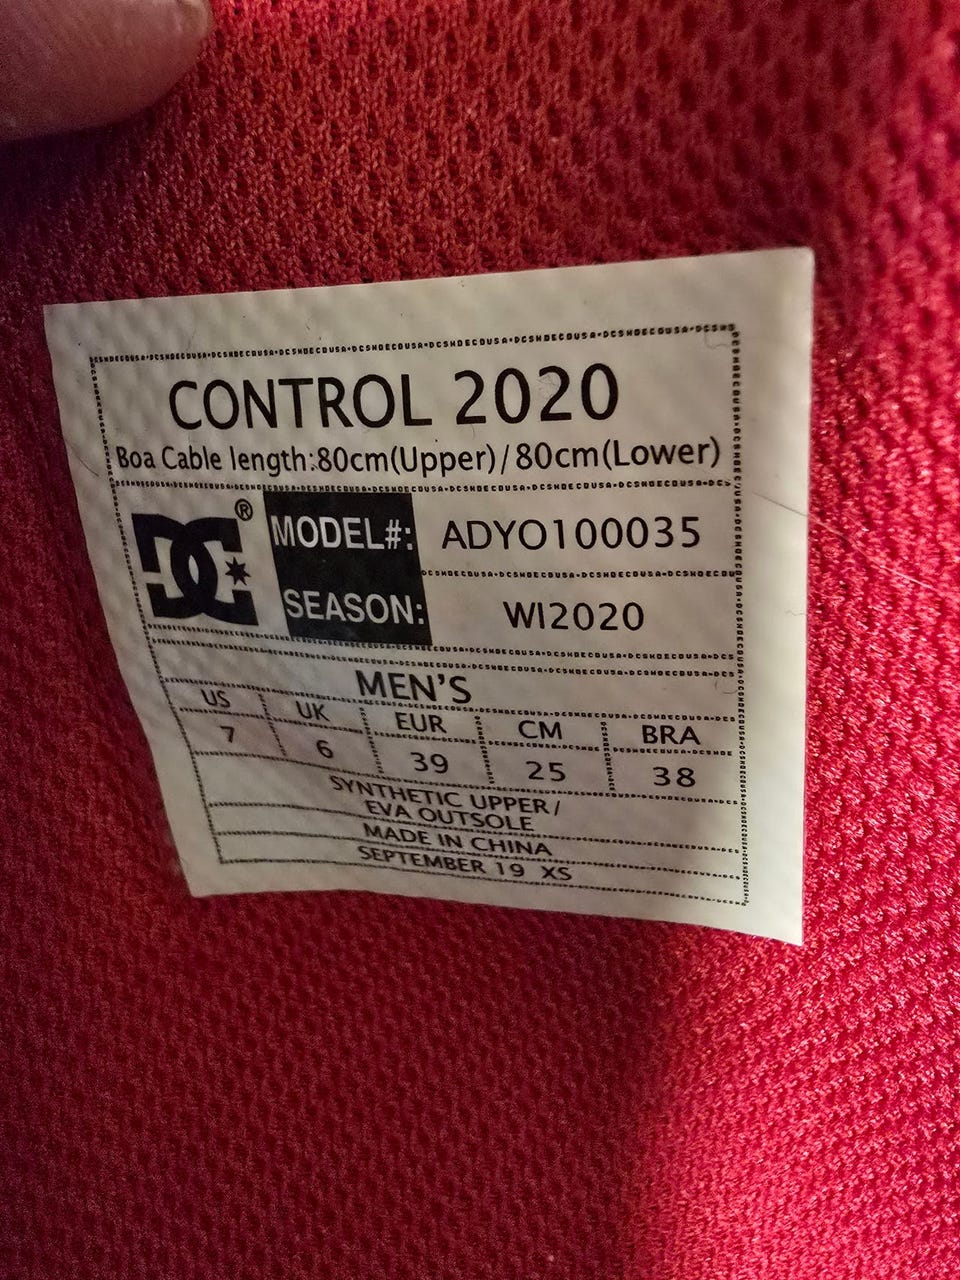 CONTROL 2020
Boa Cable length:80cm(Upper)/80cm(Lower)
DC ®
MODEL#: ADYO100035
SEASON: WI2020
MEN'S
US UK EUR CM BRA
7 6 39 25 38
SYNTHETIC UPPER/
EVA OUTSOLE
MADE IN CHINA
SEPTEMBER 19 XS